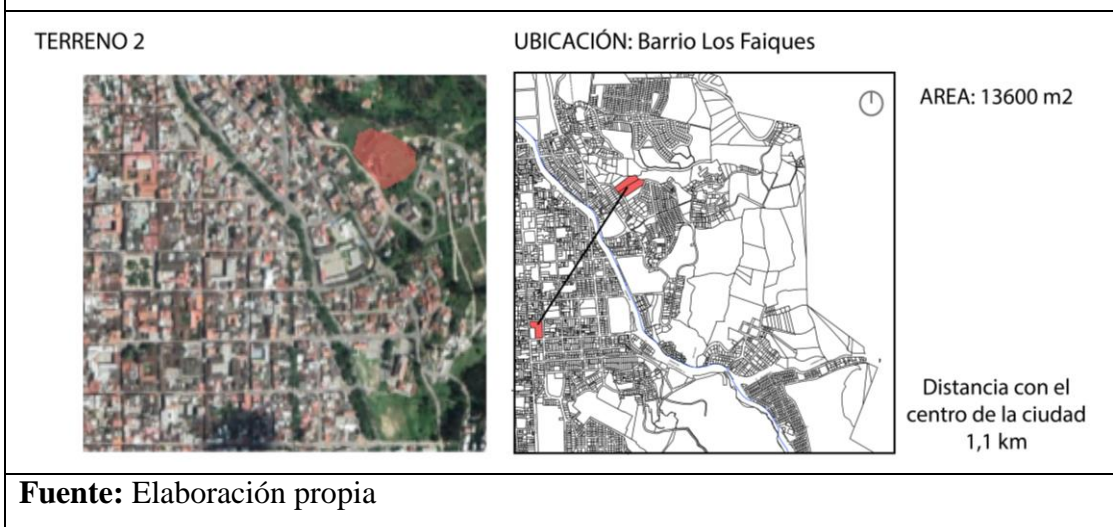 TERRENO 2
UBICACIÓN: Barrio Los Faiques
AREA: 13600 m2
Distancia con el
centro de la ciudad
1,1 km
Fuente: Elaboración propia